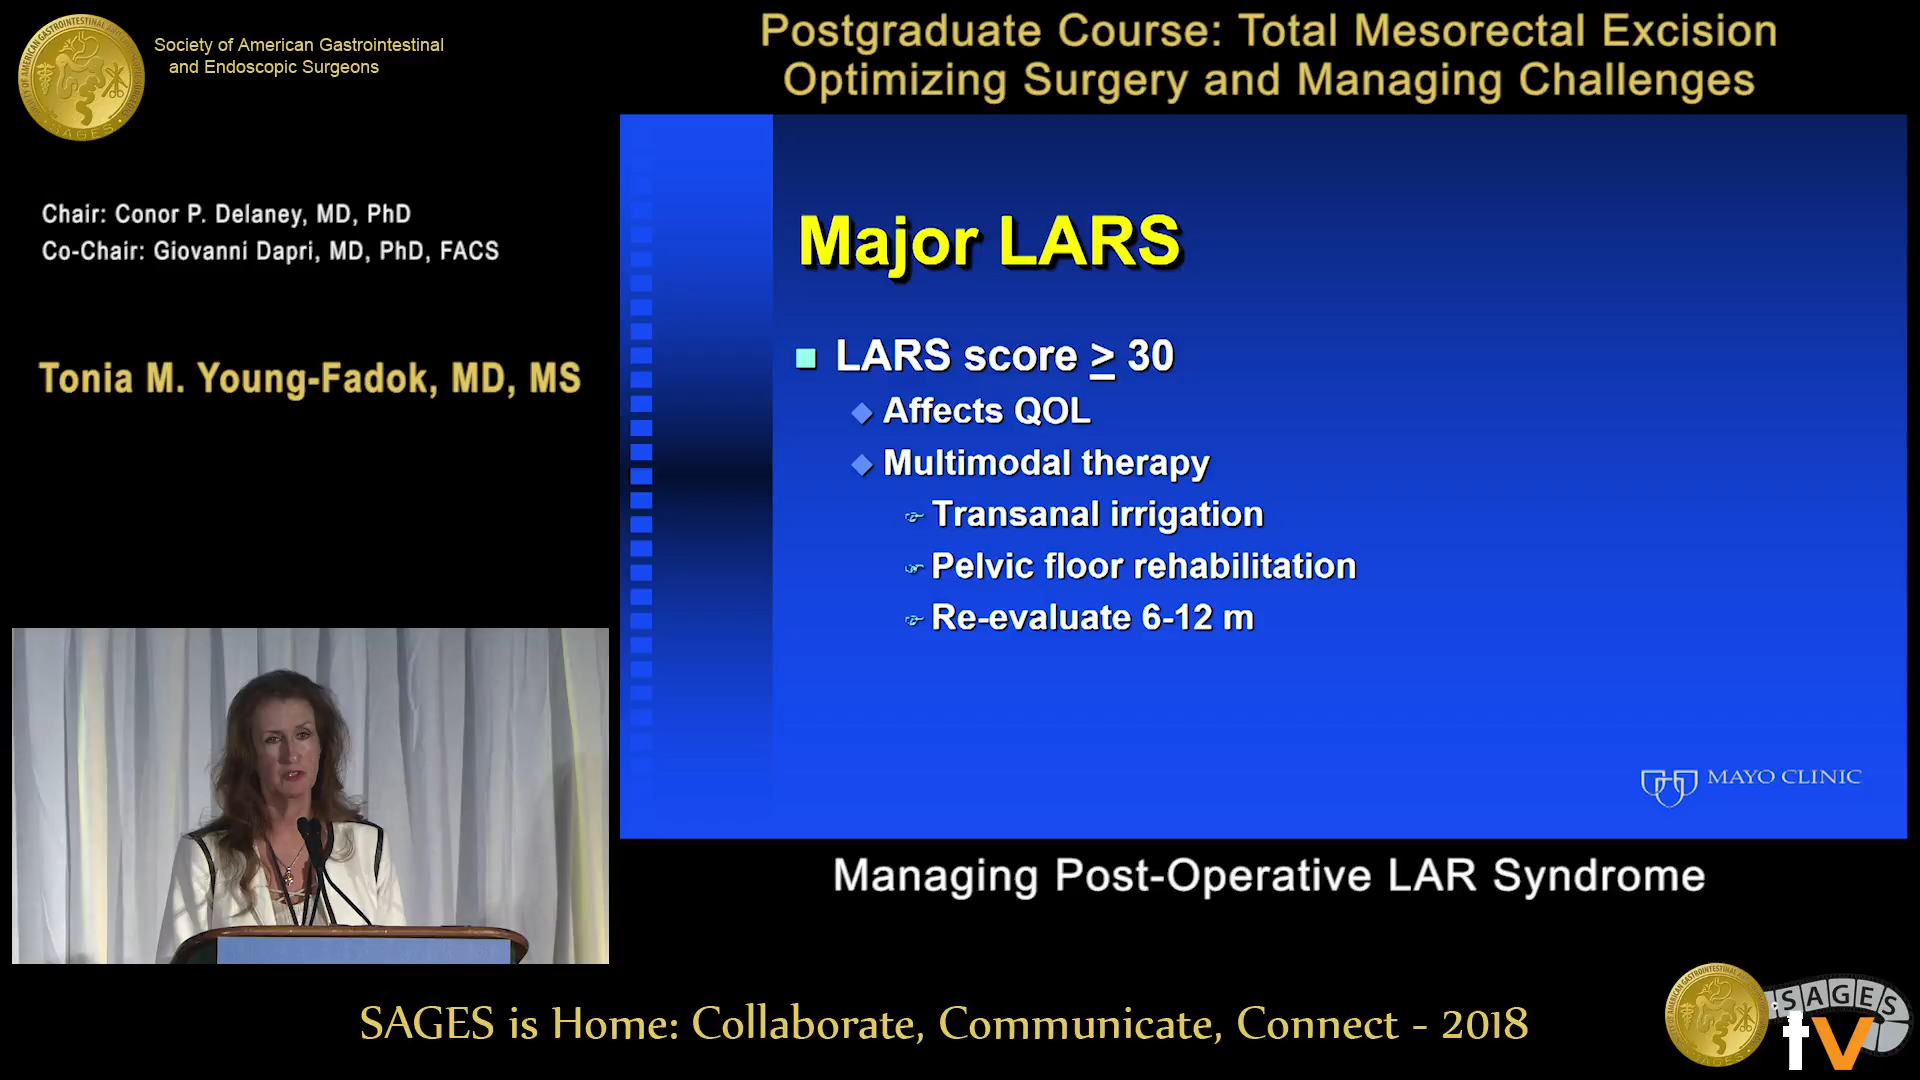 Society of American Gastrointestinal
and Endoscopic Surgeons
Postgraduate Course: Total Mesorectal Excision
Optimizing Surgery and Managing Challenges
Chair: Conor P. Delaney, MD, PhD
Co-Chair: Giovanni Dapri, MD, PhD, FACS
Tonia M. Young-Fadok, MD, MS
Major LARS
LARS score ≥ 30
Affects QOL
Multimodal therapy
Transanal irrigation
Pelvic floor rehabilitation
Re-evaluate 6-12 m
MAYO CLINIC
Managing Post-Operative LAR Syndrome
SAGES is Home: Collaborate, Communicate, Connect - 2018
SAGES
tv